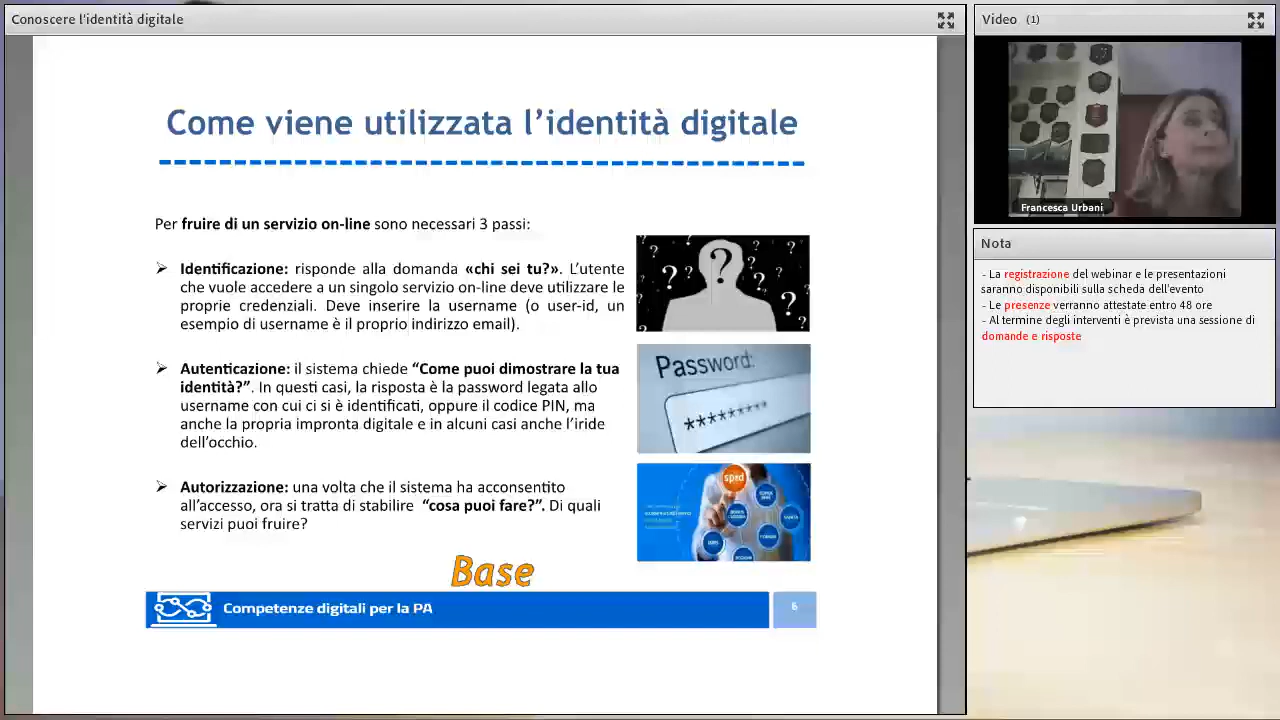 Conoscere l'identità digitale
Come viene utilizzata l’identità digitale
Per fruire di un servizio on-line sono necessari 3 passi:
➢ Identificazione: risponde alla domanda «chi sei tu?». L’utente
che vuole accedere a un singolo servizio on-line deve utilizzare le
proprie credenziali. Deve inserire la username (o user-id, un
esempio di username è il proprio indirizzo email).
➢ Autenticazione: il sistema chiede “Come puoi dimostrare la tua
identità?”. In questi casi, la risposta è la password legata allo
username con cui ci si è identificati, oppure il codice PIN, ma
anche la propria impronta digitale e in alcuni casi anche l’iride
dell’occhio.
➢ Autorizzazione: una volta che il sistema ha acconsentito
all’accesso, ora si tratta di stabilire “cosa puoi fare?”. Di quali
servizi puoi fruire?
Password:
*********
spid
Base
Competenze digitali per la PA
6
Video (1)
Francesca Urbani
Nota
- La registrazione del webinar e le presentazioni
saranno disponibili sulla scheda dell'evento
- Le presenze verranno attestate entro 48 ore
- Al termine degli interventi è prevista una sessione di
domande e risposte